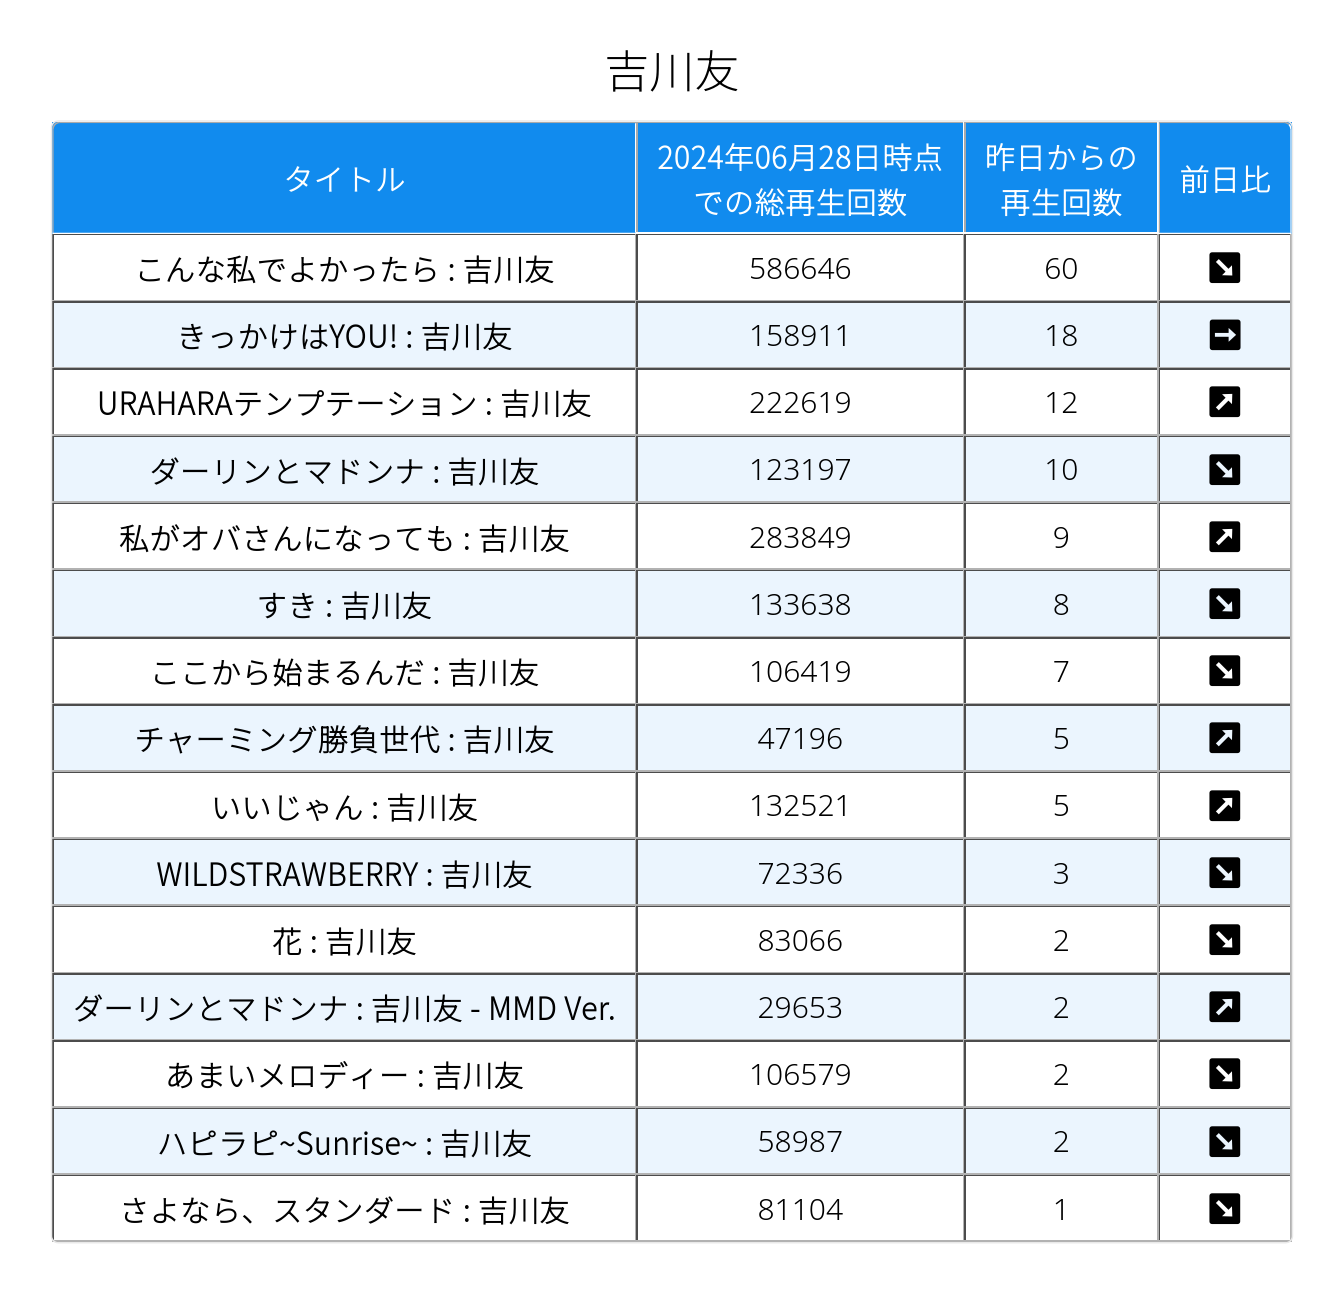 吉川友
タイトル 2024年06月28日時点での総再生回数 昨日からの再生回数 前日比
こんな私でよかったら : 吉川友 586646 60 ↘
きっかけはYOU! : 吉川友 158911 18 →
URAHARAテンプテーション : 吉川友 222619 12 ↗
ダーリンとマドンナ : 吉川友 123197 10 ↘
私がオバさんになっても : 吉川友 283849 9 ↗
すき : 吉川友 133638 8 ↘
ここから始まるんだ : 吉川友 106419 7 ↘
チャーミング勝負世代 : 吉川友 47196 5 ↗
いいじゃん : 吉川友 132521 5 ↗
WILDSTRAWBERRY : 吉川友 72336 3 ↘
花 : 吉川友 83066 2 ↘
ダーリンとマドンナ : 吉川友 - MMD Ver. 29653 2 ↗
あまいメロディー : 吉川友 106579 2 ↘
ハピラピ~Sunrise~ : 吉川友 58987 2 ↘
さよなら、スタンダード : 吉川友 81104 1 ↘